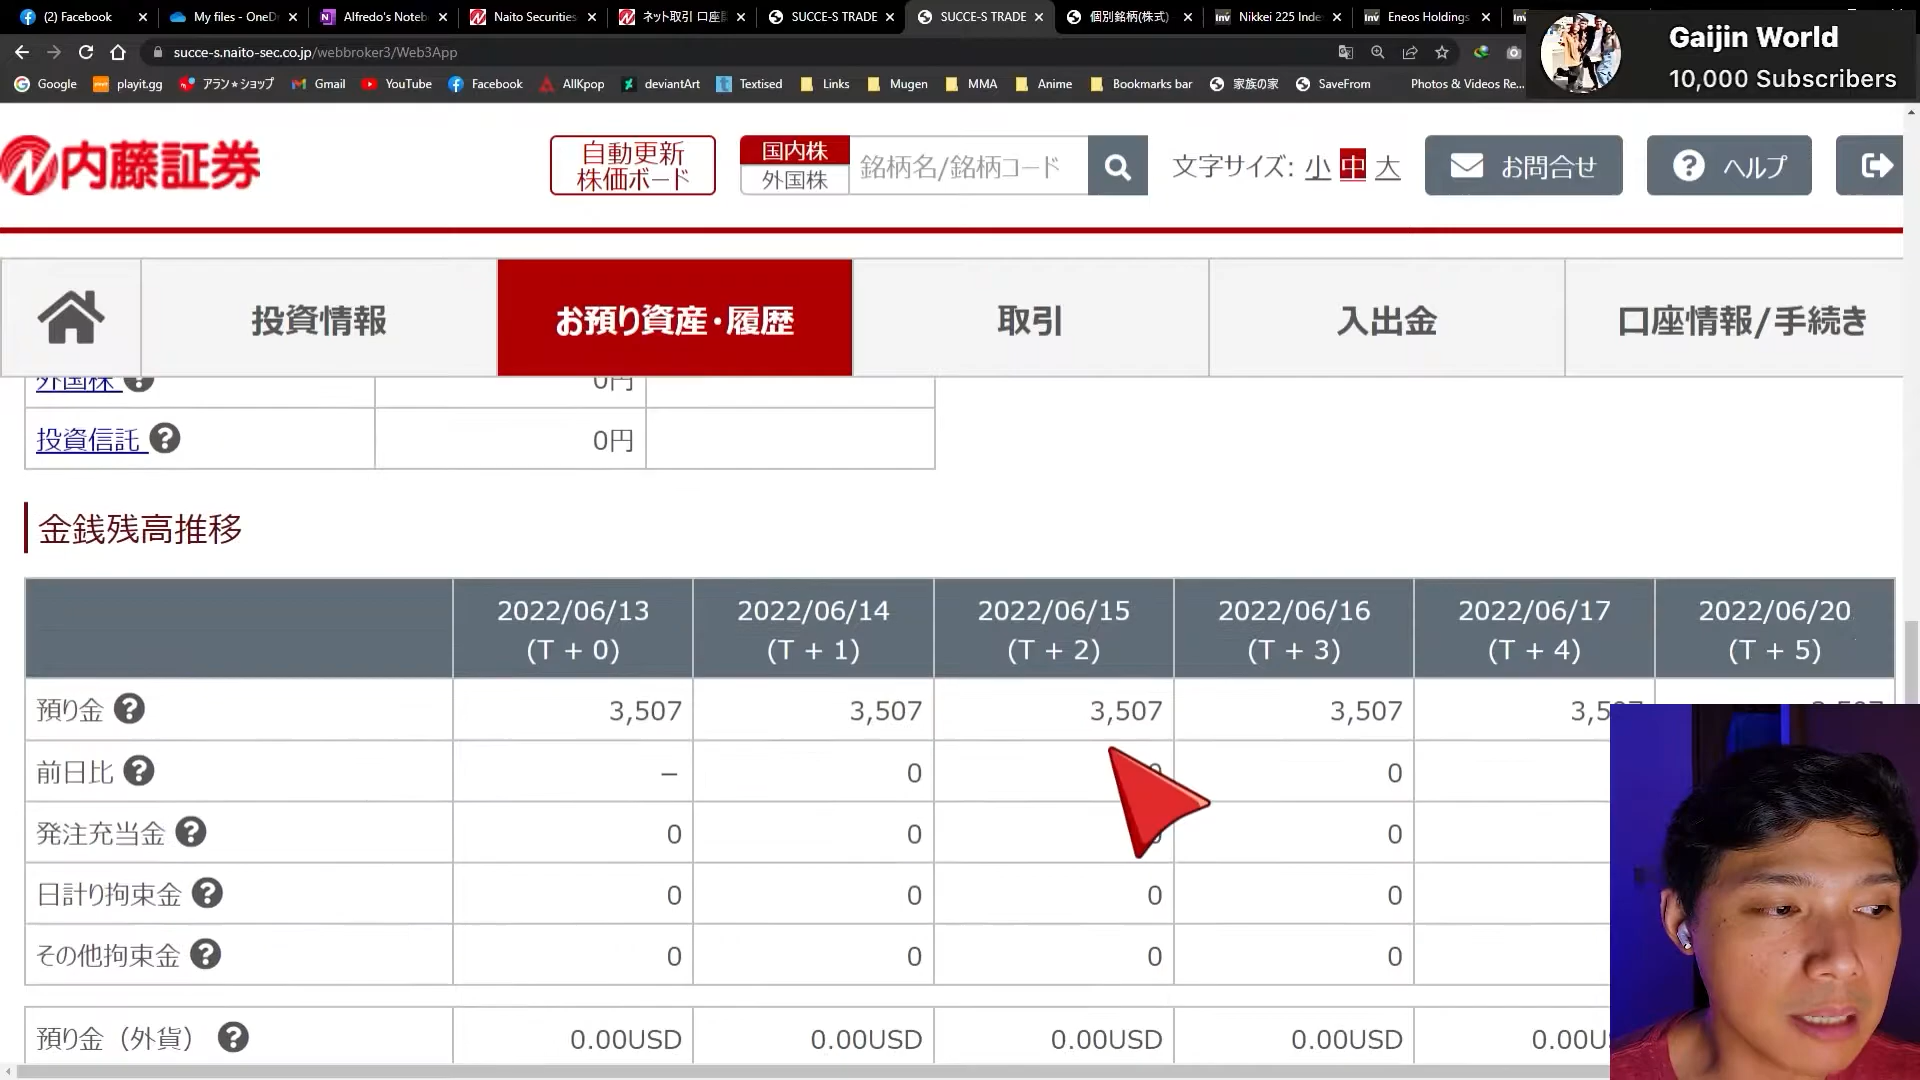 (2) Facebook
My files - OneD
Alfredo's Noteb
Naito Securities
ネット取引 口座
SUCCE-S TRADE
SUCCE-S TRADE
個別銘柄(株式)
Nikkei 225 Inde
Eneos Holdings
succe-s.naito-sec.co.jp/webbroker3/Web3App
Gaijin World
10,000 Subscribers
Google
playit.gg
アラン★ショップ
Gmail
YouTube
Facebook
AllKpop
deviantArt
Textised
Links
Mugen
MMA
Anime
Bookmarks bar
家族の家
SaveFrom
Photos & Videos Re...
内藤証券
自動更新
株価ボード
国内株
外国株
銘柄名/銘柄コード
文字サイズ: 小 中 大
お問合せ
ヘルプ
投資情報
お預り資産・履歴
取引
入出金
口座情報/手続き
外国株 0円
投資信託 0円
金銭残高推移
2022/06/13 2022/06/14 2022/06/15 2022/06/16 2022/06/17 2022/06/20
(T + 0) (T + 1) (T + 2) (T + 3) (T + 4) (T + 5)
預り金 3,507 3,507 3,507 3,507
前日比 – 0 0
発注充当金 0 0 0
日計り拘束金 0 0 0 0
その他拘束金 0 0 0 0
預り金（外貨） 0.00USD 0.00USD 0.00USD 0.00USD